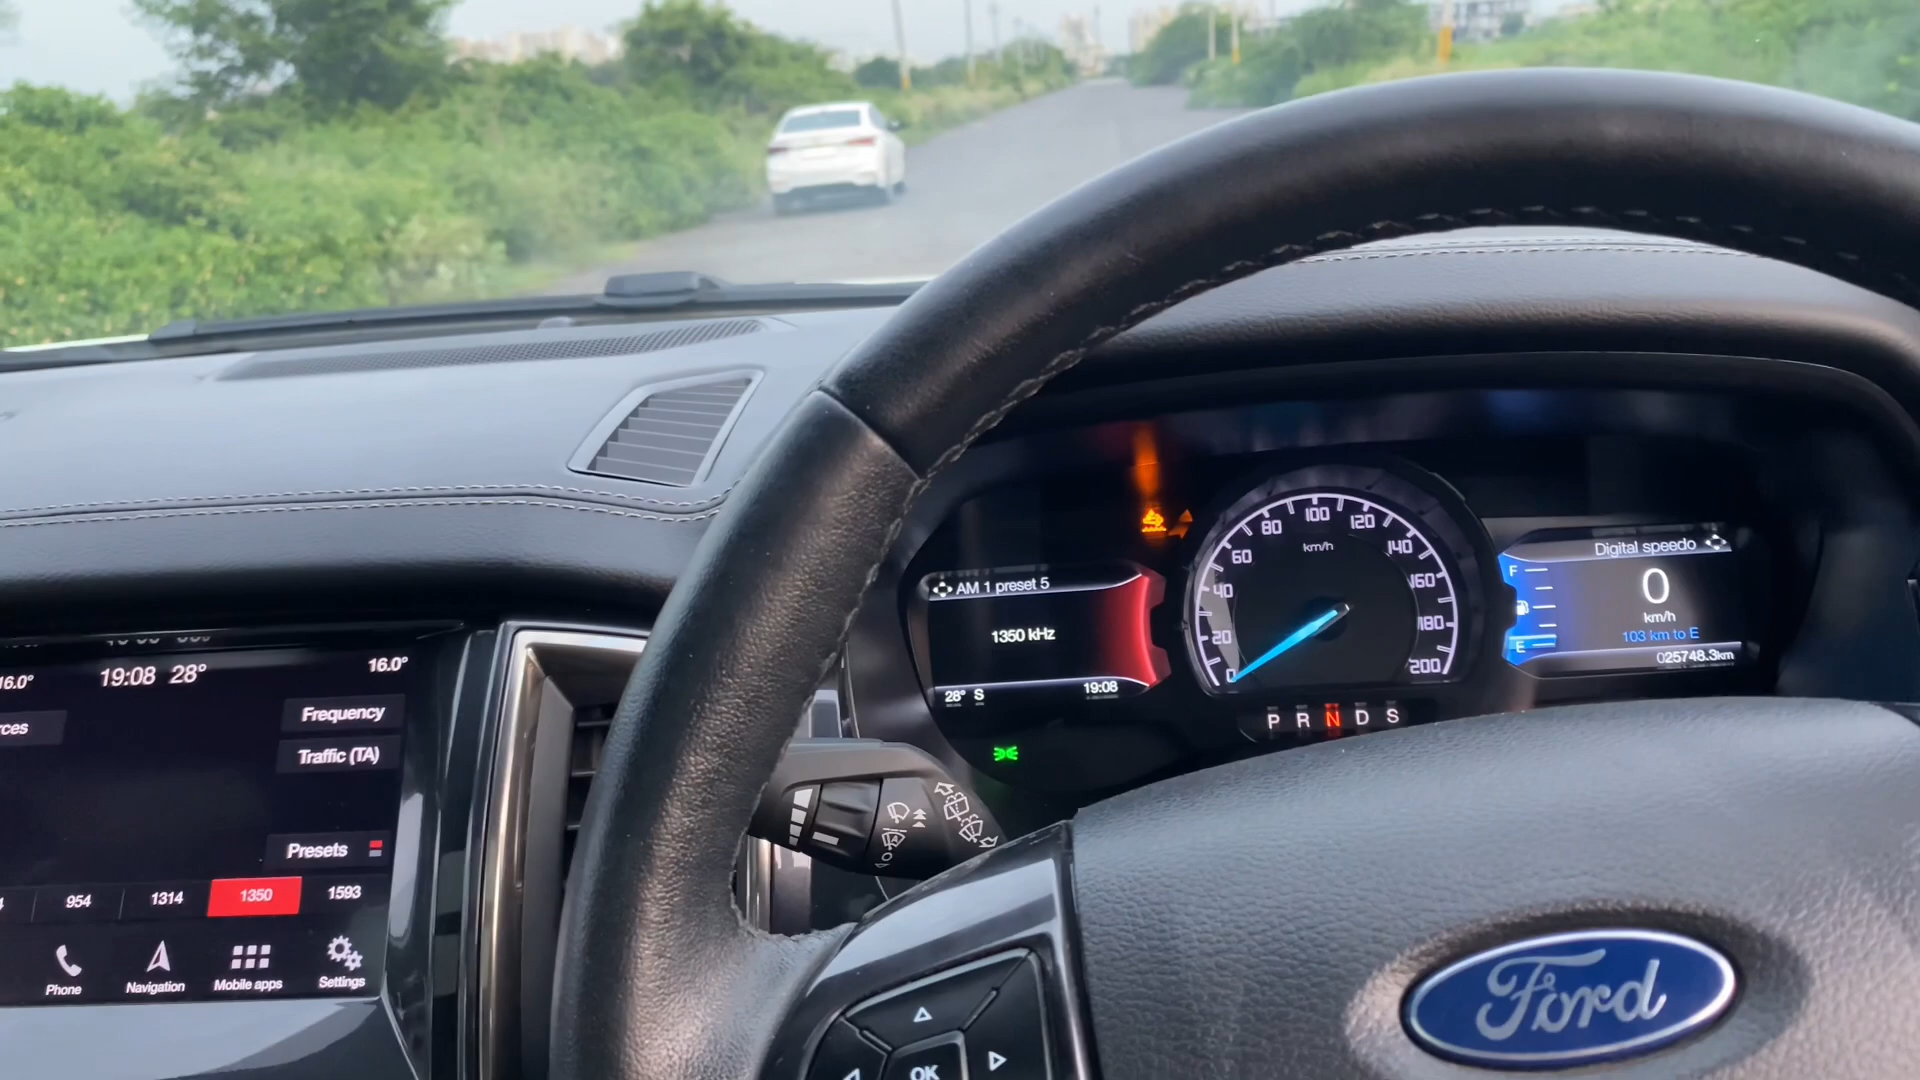 16.0°
19:08 28°
16.0°
rces
Frequency
Traffic (TA)
Presets
954
1314
1350
1593
Phone
Navigation
Mobile apps
Settings
AM 1 preset 5
1350 kHz
28° S
19:08
0
20
40
60
80
100
120
140
160
180
200
km/h
P R N D S
Digital speedo
F
E
0
km/h
103 km to E
025748.3km
OK
Ford